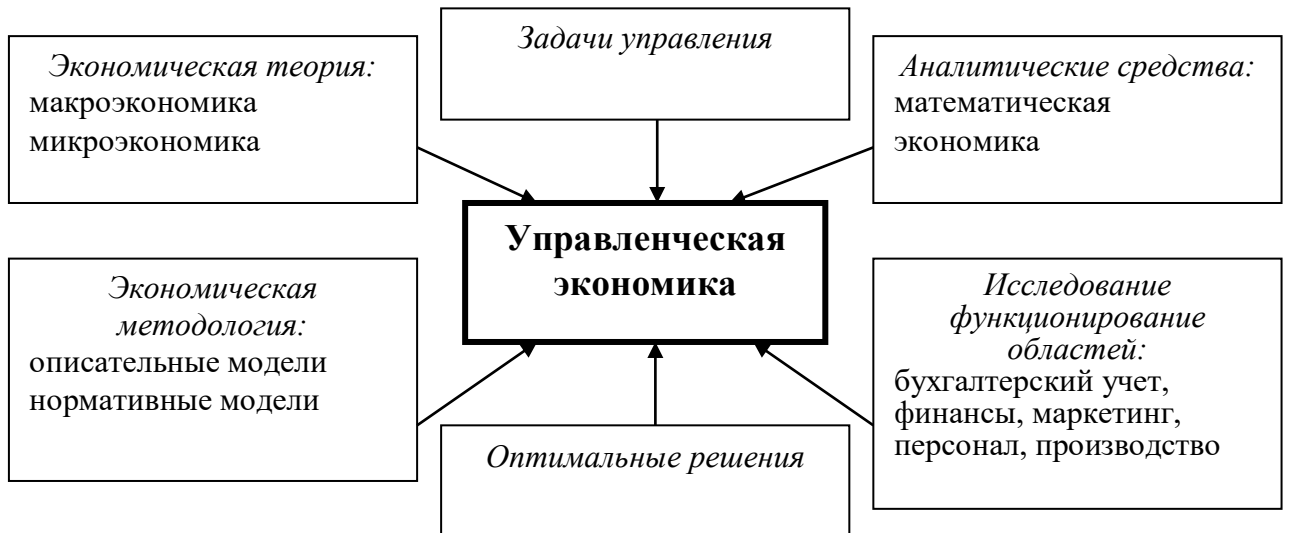 Задачи управления
Экономическая теория:
макроэкономика
микроэкономика
Аналитические средства:
математическая
экономика
Управленческая
экономика
Экономическая
методология:
описательные модели
нормативные модели
Исследование
функционирование
областей:
бухгалтерский учет,
финансы, маркетинг,
персонал, производство
Оптимальные решения